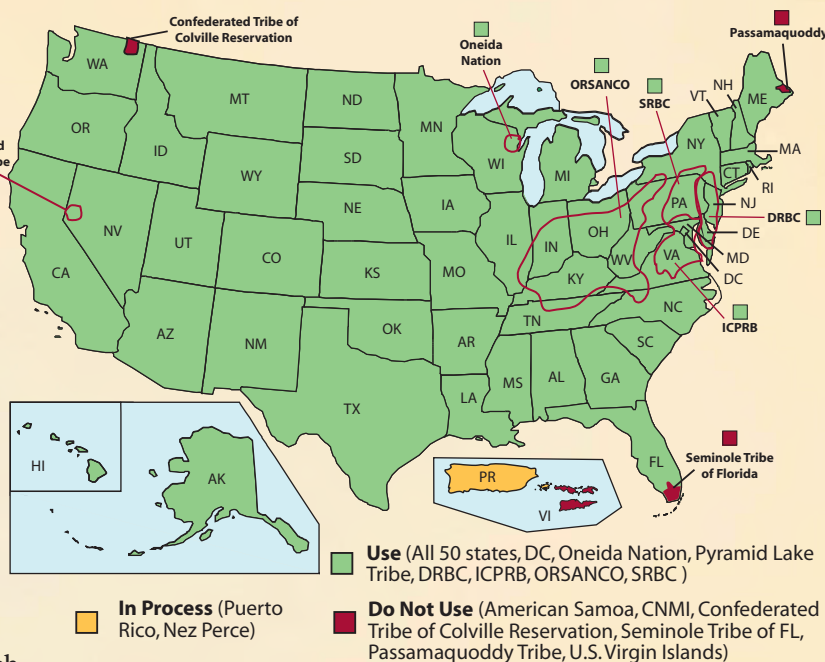 Confederated Tribe of
Colville Reservation
Oneida
Nation
ORSANCO
SRBC
Passamaquoddy
WA
OR
ID
MT
WY
NV
UT
CA
AZ
CO
NM
ND
SD
NE
KS
OK
TX
MN
IA
MO
AR
LA
WI
IL
MI
IN
OH
KY
WV
TN
MS
AL
GA
FL
SC
NC
VA
PA
NY
VT
NH
ME
MA
CT
RI
NJ
DRBC
DE
MD
DC
ICPRB
HI
AK
PR
VI
Seminole Tribe
of Florida
Use (All 50 states, DC, Oneida Nation, Pyramid Lake
Tribe, DRBC, ICPRB, ORSANCO, SRBC )
In Process (Puerto
Rico, Nez Perce)
Do Not Use (American Samoa, CNMI, Confederated
Tribe of Colville Reservation, Seminole Tribe of FL,
Passamaquoddy Tribe, U.S. Virgin Islands)